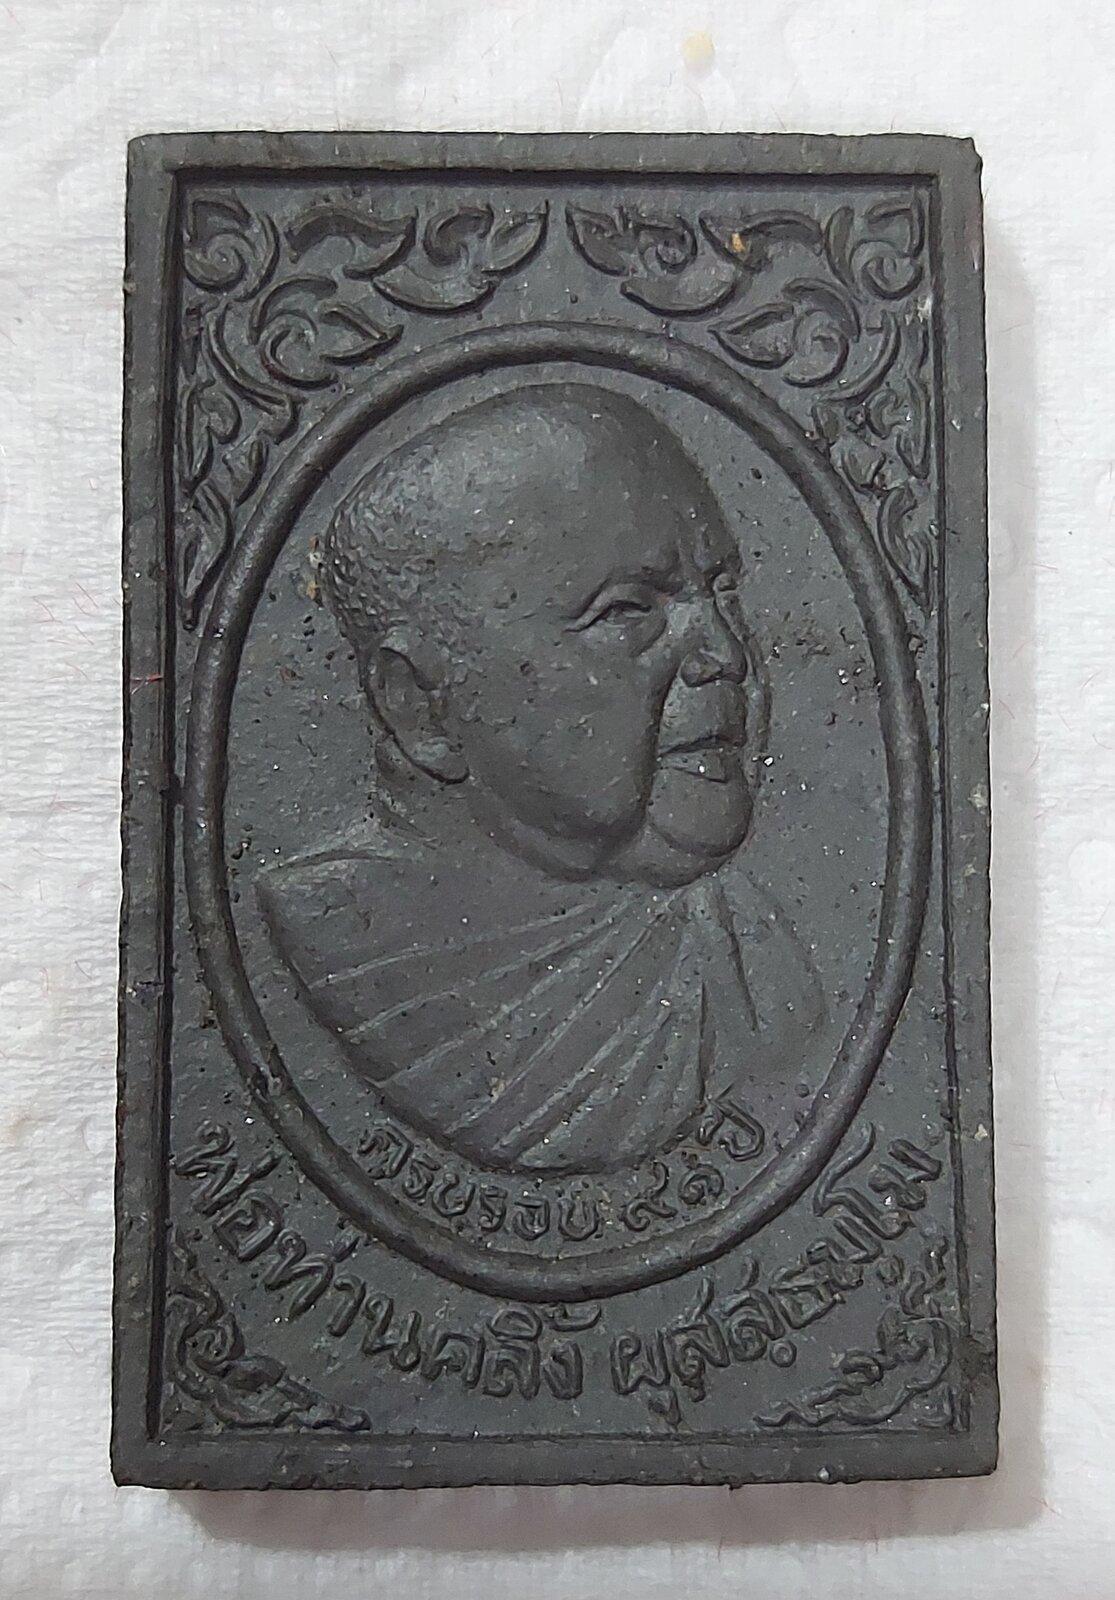 ครบรอบ ๙๑ ปี
พ่อท่านคลิ้ง ผุสสธมฺโม